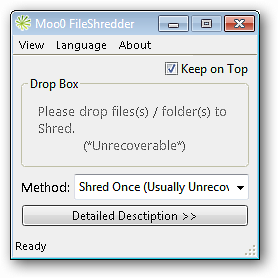 Moo0 FileShredder
View Language About
Keep on Top
Drop Box
Please drop files(s) / folder(s) to
Shred.
(*Unrecoverable*)
Method: Shred Once (Usually Unrecov
Detailed Desctiption >>
Ready